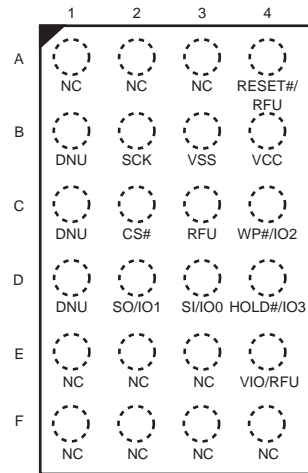 1 2 3 4
A
NC NC NC RESET#/
RFU
B
DNU SCK VSS VCC
C
DNU CS# RFU WP#/IO2
D
DNU SO/IO1 SI/IO0 HOLD#/IO3
E
NC NC NC VIO/RFU
F
NC NC NC NC